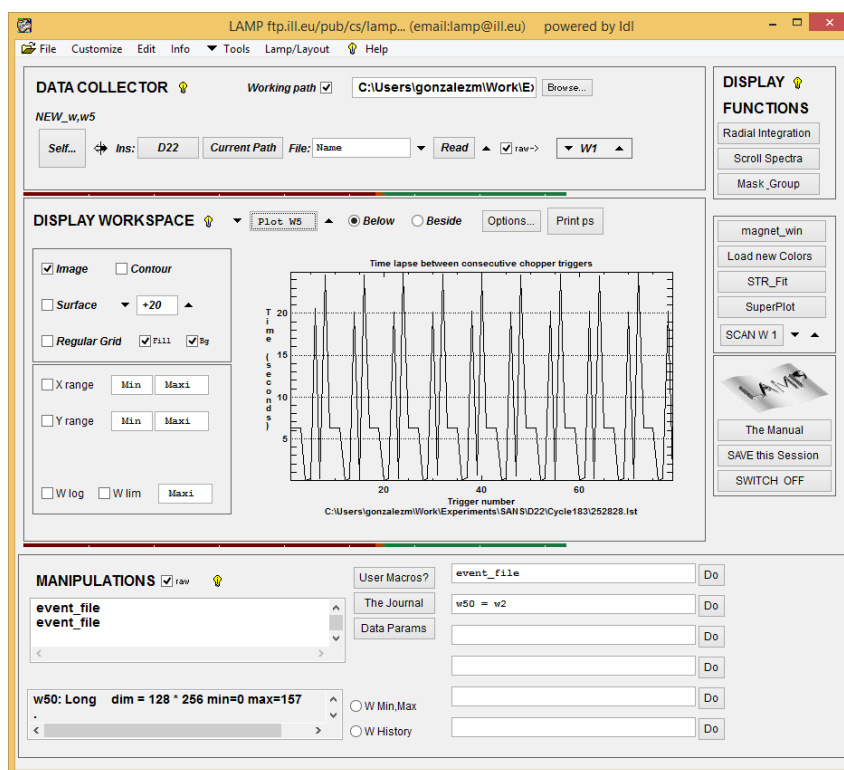 LAMP ftp.ill.eu/pub/cs/lamp... (email:lamp@ill.eu) powered by Idl
File Customize Edit Info Tools Lamp/Layout Help
DATA COLLECTOR Working path C:\Users\gonzalezm\Work\E Browse...
NEW_w,w5
Self... Ins: D22 Current Path File: Name Read raw-> W1
DISPLAY
FUNCTIONS
Radial Integration
Scroll Spectra
Mask_Group
DISPLAY WORKSPACE Plot W5 Below Beside Options... Print ps
Image Contour
Surface +20
Regular Grid Fill Bg
X range Min Maxi
Y range Min Maxi
W log W lim Maxi
Time lapse between consecutive chopper triggers
Time (seconds)
20
15
10
5
20 40 60
Trigger number
C:\Users\gonzalezm\Work\Experiments\SANS\D22\Cycle183\252828.lst
magnet_win
Load new Colors
STR_Fit
SuperPlot
SCAN W 1
LAMP
The Manual
SAVE this Session
SWITCH OFF
MANIPULATIONS raw
event_file
event_file
User Macros?
The Journal
Data Params
event_file Do
w50 = w2 Do
Do
Do
Do
Do
w50: Long dim = 128 * 256 min=0 max=157
.
W Min,Max
W History